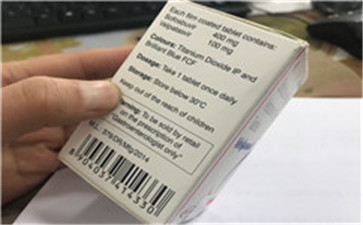 Each film coated tablet contains:
Sofosbuvir 400 mg
Velpatasvir 100 mg
Colours: Titanium Dioxide IP and
Brilliant Blue FCF
Dosage: Take 1 tablet once daily
Storage: Store below 30°C
Keep out of the reach of children
Warning: To be sold by retail
on the prescription of
"Gastroenterologist only"
M.L.: 578/DR/Mfg/2014
8904037414330